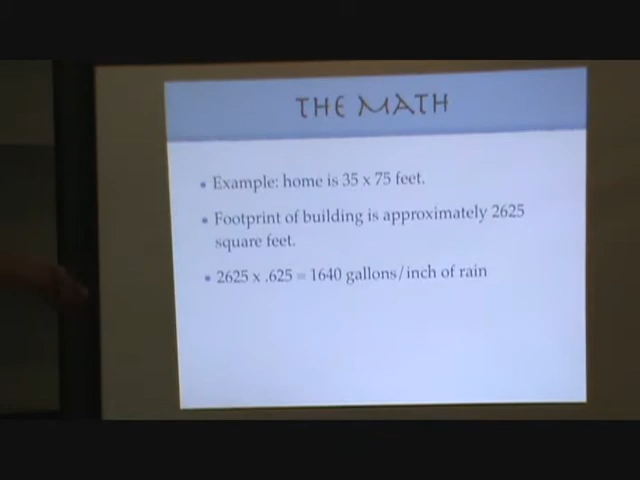 THE MATH
• Example: home is 35 x 75 feet.
• Footprint of building is approximately 2625
square feet.
• 2625 x .625 = 1640 gallons/inch of rain